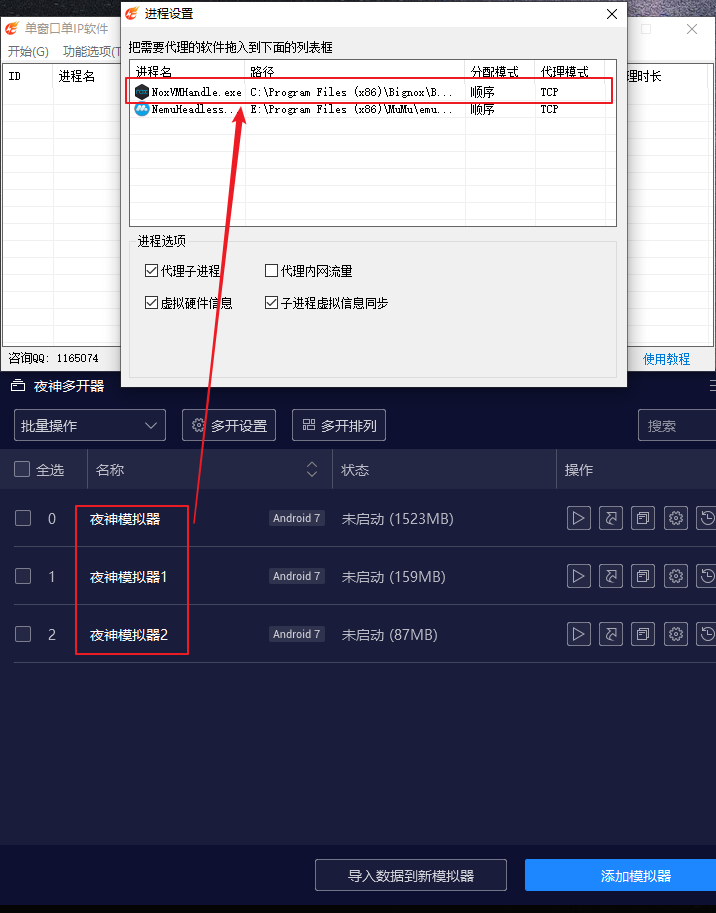 单窗口单IP软件
开始(G) 功能选项(T
ID 进程名
理时长
咨询QQ: 1165074
使用教程
进程设置
把需要代理的软件拖入到下面的列表框
进程名 路径 分配模式 代理模式
NoxVMHandle.exe C:\Program Files (x86)\Bignox\B... 顺序 TCP
NemuHeadless... E:\Program Files (x86)\MuMu\emu... 顺序 TCP
进程选项
代理子进程 代理内网流量
虚拟硬件信息 子进程虚拟信息同步
夜神多开器
批量操作 多开设置 多开排列 搜索
全选 名称 状态 操作
0 夜神模拟器 Android 7 未启动 (1523MB)
1 夜神模拟器1 Android 7 未启动 (159MB)
2 夜神模拟器2 Android 7 未启动 (87MB)
导入数据到新模拟器 添加模拟器